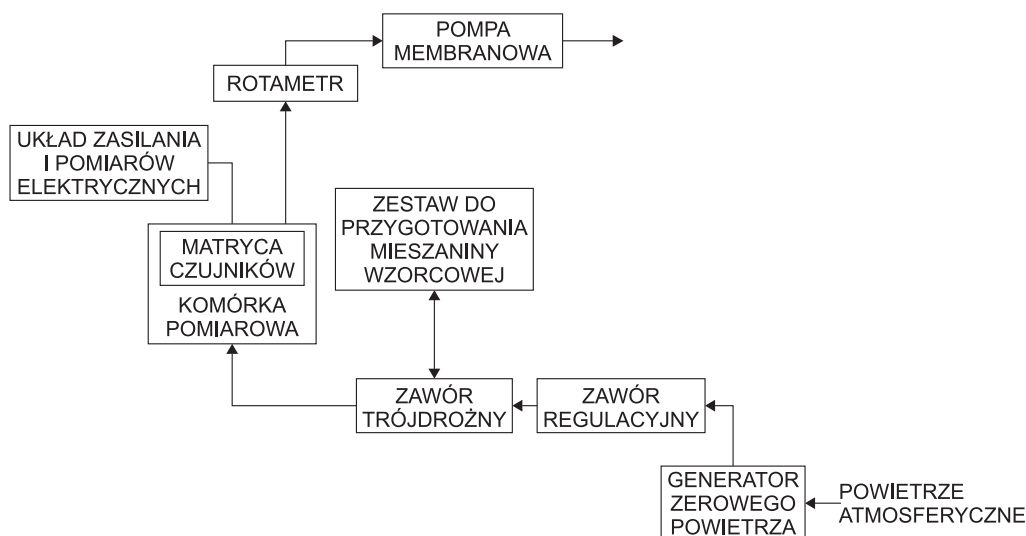 POMPA
MEMBRANOWA
ROTAMETR
UKŁAD ZASILANIA
I POMIARÓW
ELEKTRYCZNYCH
ZESTAW DO
PRZYGOTOWANIA
MIESZANINY
WZORCOWEJ
MATRYCA
CZUJNIKÓW
KOMÓRKA
POMIAROWA
ZAWÓR
TRÓJDROŻNY
ZAWÓR
REGULACYJNY
GENERATOR
ZEROWEGO
POWIETRZA
POWIETRZE
ATMOSFERYCZNE